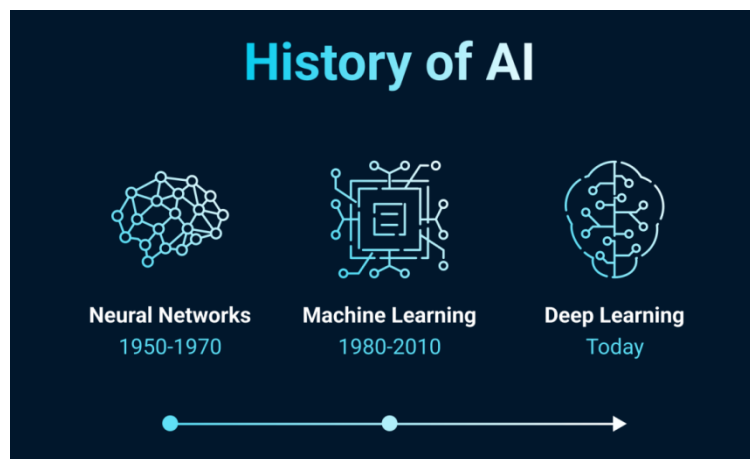 History of AI
Neural Networks
1950-1970
Machine Learning
1980-2010
Deep Learning
Today